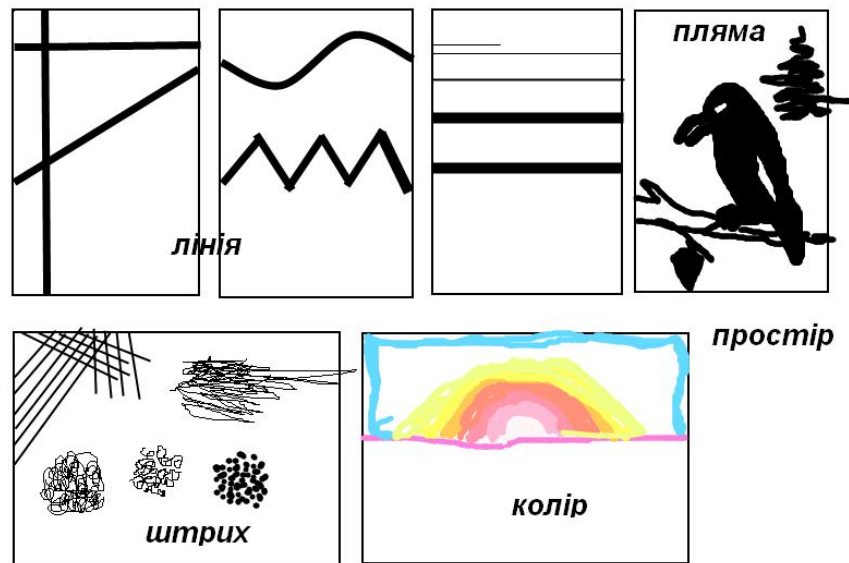 пляма
лінія
простір
штрих
колір